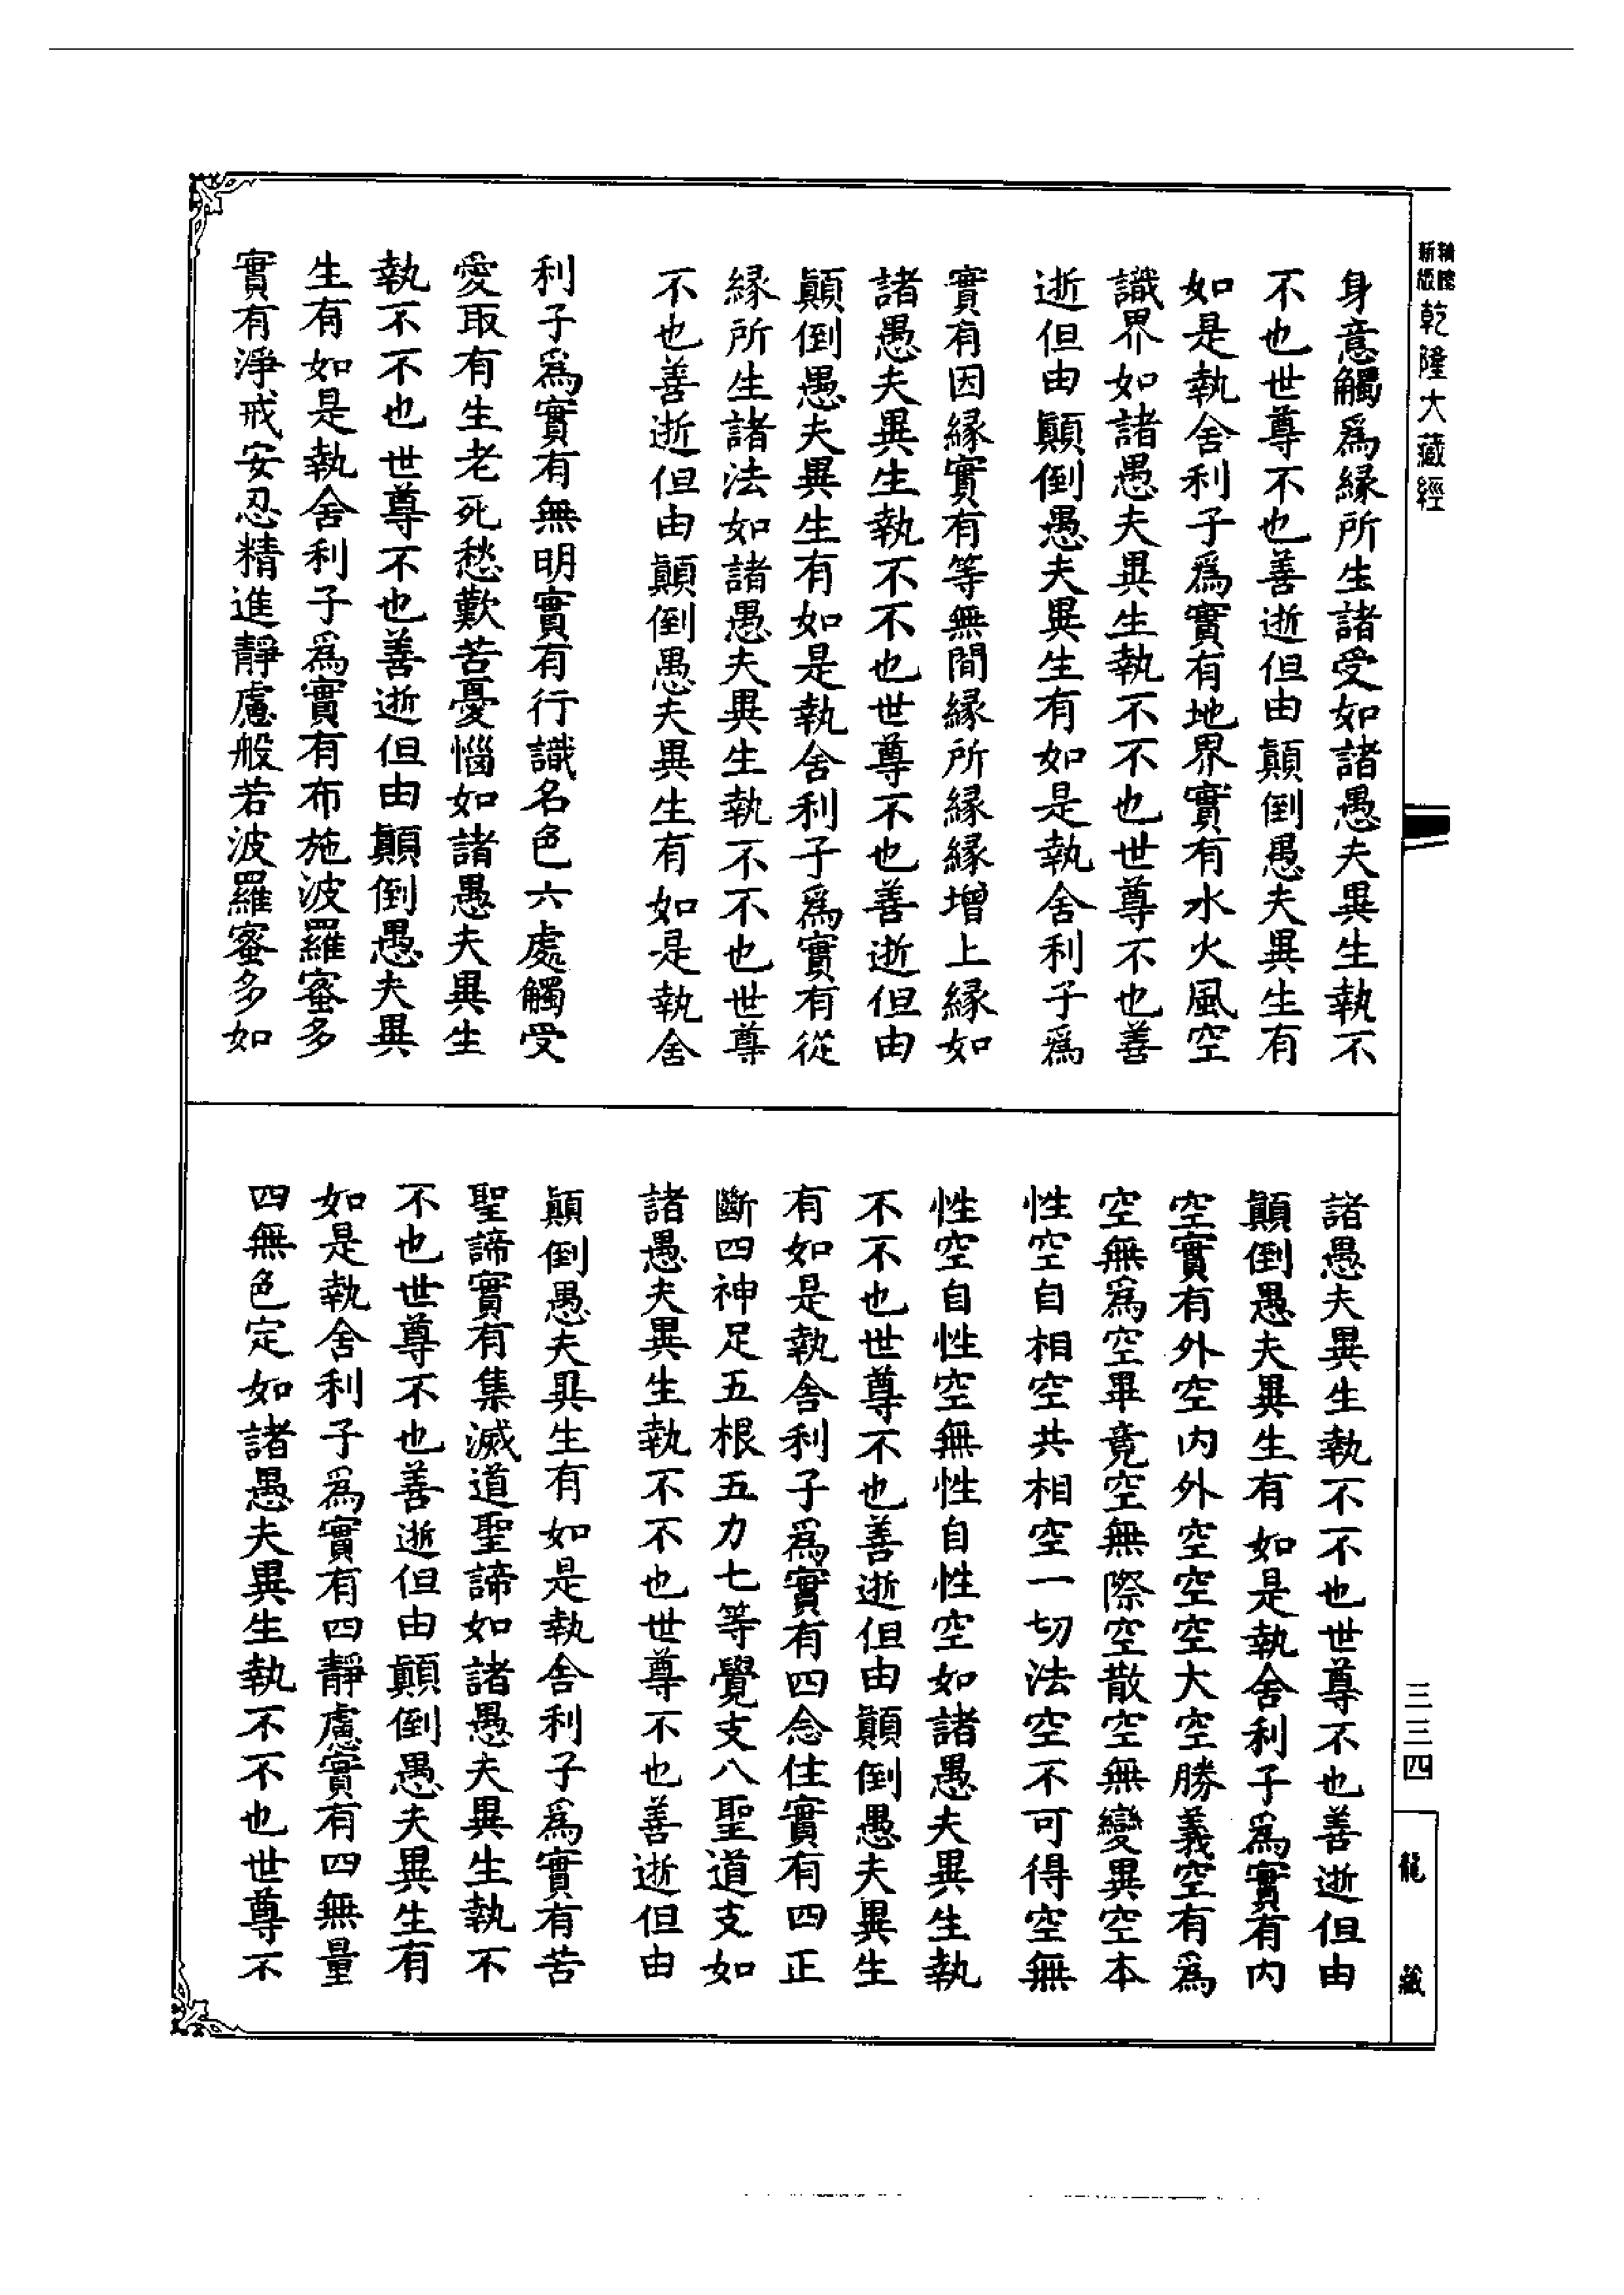 新版
乾隆大藏經
身意觸爲緣所生諸受如諸愚夫異生執不
不也世尊不也善逝但由顛倒愚夫異生有
如是執舍利子爲實有地界實有水火風空
識界如諸愚夫異生執不不也世尊不也善
逝但由顛倒愚夫異生有如是執舍利子爲
實有因緣實有等無間緣所緣緣增上緣如
諸愚夫異生執不不也世尊不也善逝但由
顛倒愚夫異生有如是執舍利子爲實有從
緣所生諸法如諸愚夫異生執不不也世尊
不也善逝但由顛倒愚夫異生有如是執舍
利子爲實有無明實有行識名色六處觸受
愛取有生老死愁歎苦憂惱如諸愚夫異生
執不不也世尊不也善逝但由顛倒愚夫異
生有如是執舍利子爲實有布施波羅蜜多
實有淨戒安忍精進靜慮般若波羅蜜多如
諸愚夫異生執不不也世尊不也善逝但由
顛倒愚夫異生有如是執舍利子爲實有內
空實有外空內外空空空大空勝義空有爲
空無爲空畢竟空無際空散空無變異空本
性空自相空共相空一切法空不可得空無
性空自性空無性自性空如諸愚夫異生執
不不也世尊不也善逝但由顛倒愚夫異生
有如是執舍利子爲實有四念住實有四正
斷四神足五根五力七等覺支八聖道支如
諸愚夫異生執不不也世尊不也善逝但由
顛倒愚夫異生有如是執舍利子爲實有苦
聖諦實有集滅道聖諦如諸愚夫異生執不
不也世尊不也善逝但由顛倒愚夫異生有
如是執舍利子爲實有四靜慮實有四無量
四無色定如諸愚夫異生執不不也世尊不
三三四
龍藏